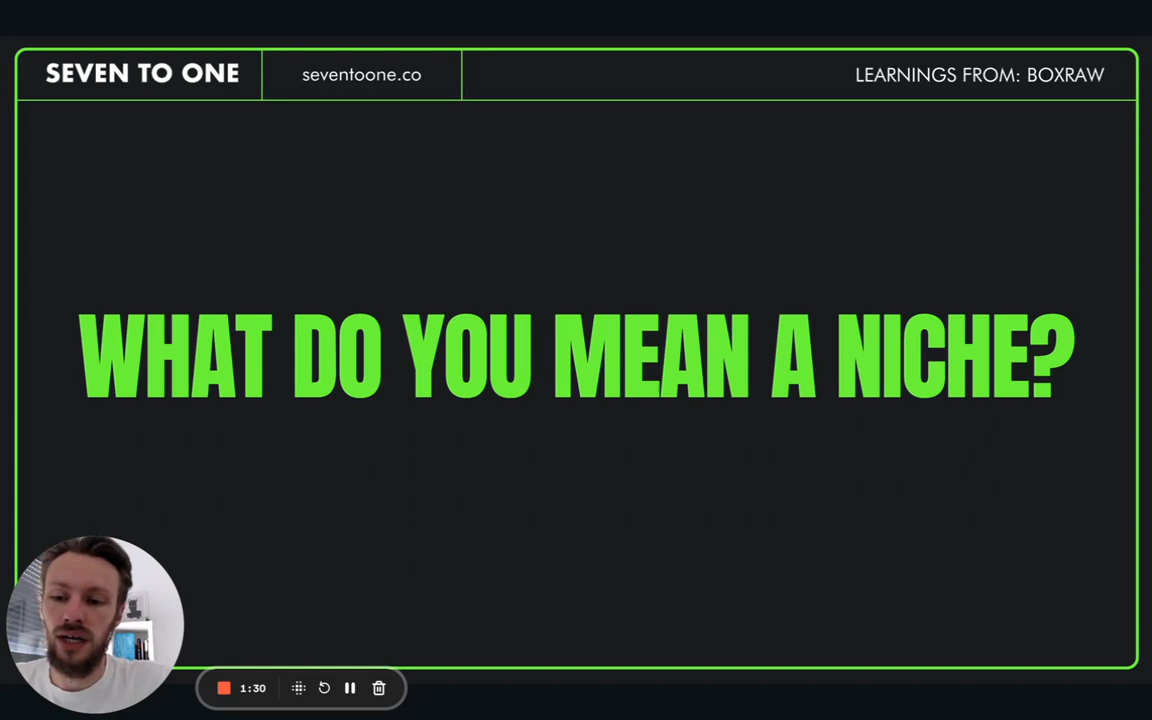 SEVEN TO ONE
seventoone.co
LEARNINGS FROM: BOXRAW
WHAT DO YOU MEAN A NICHE?
1:30